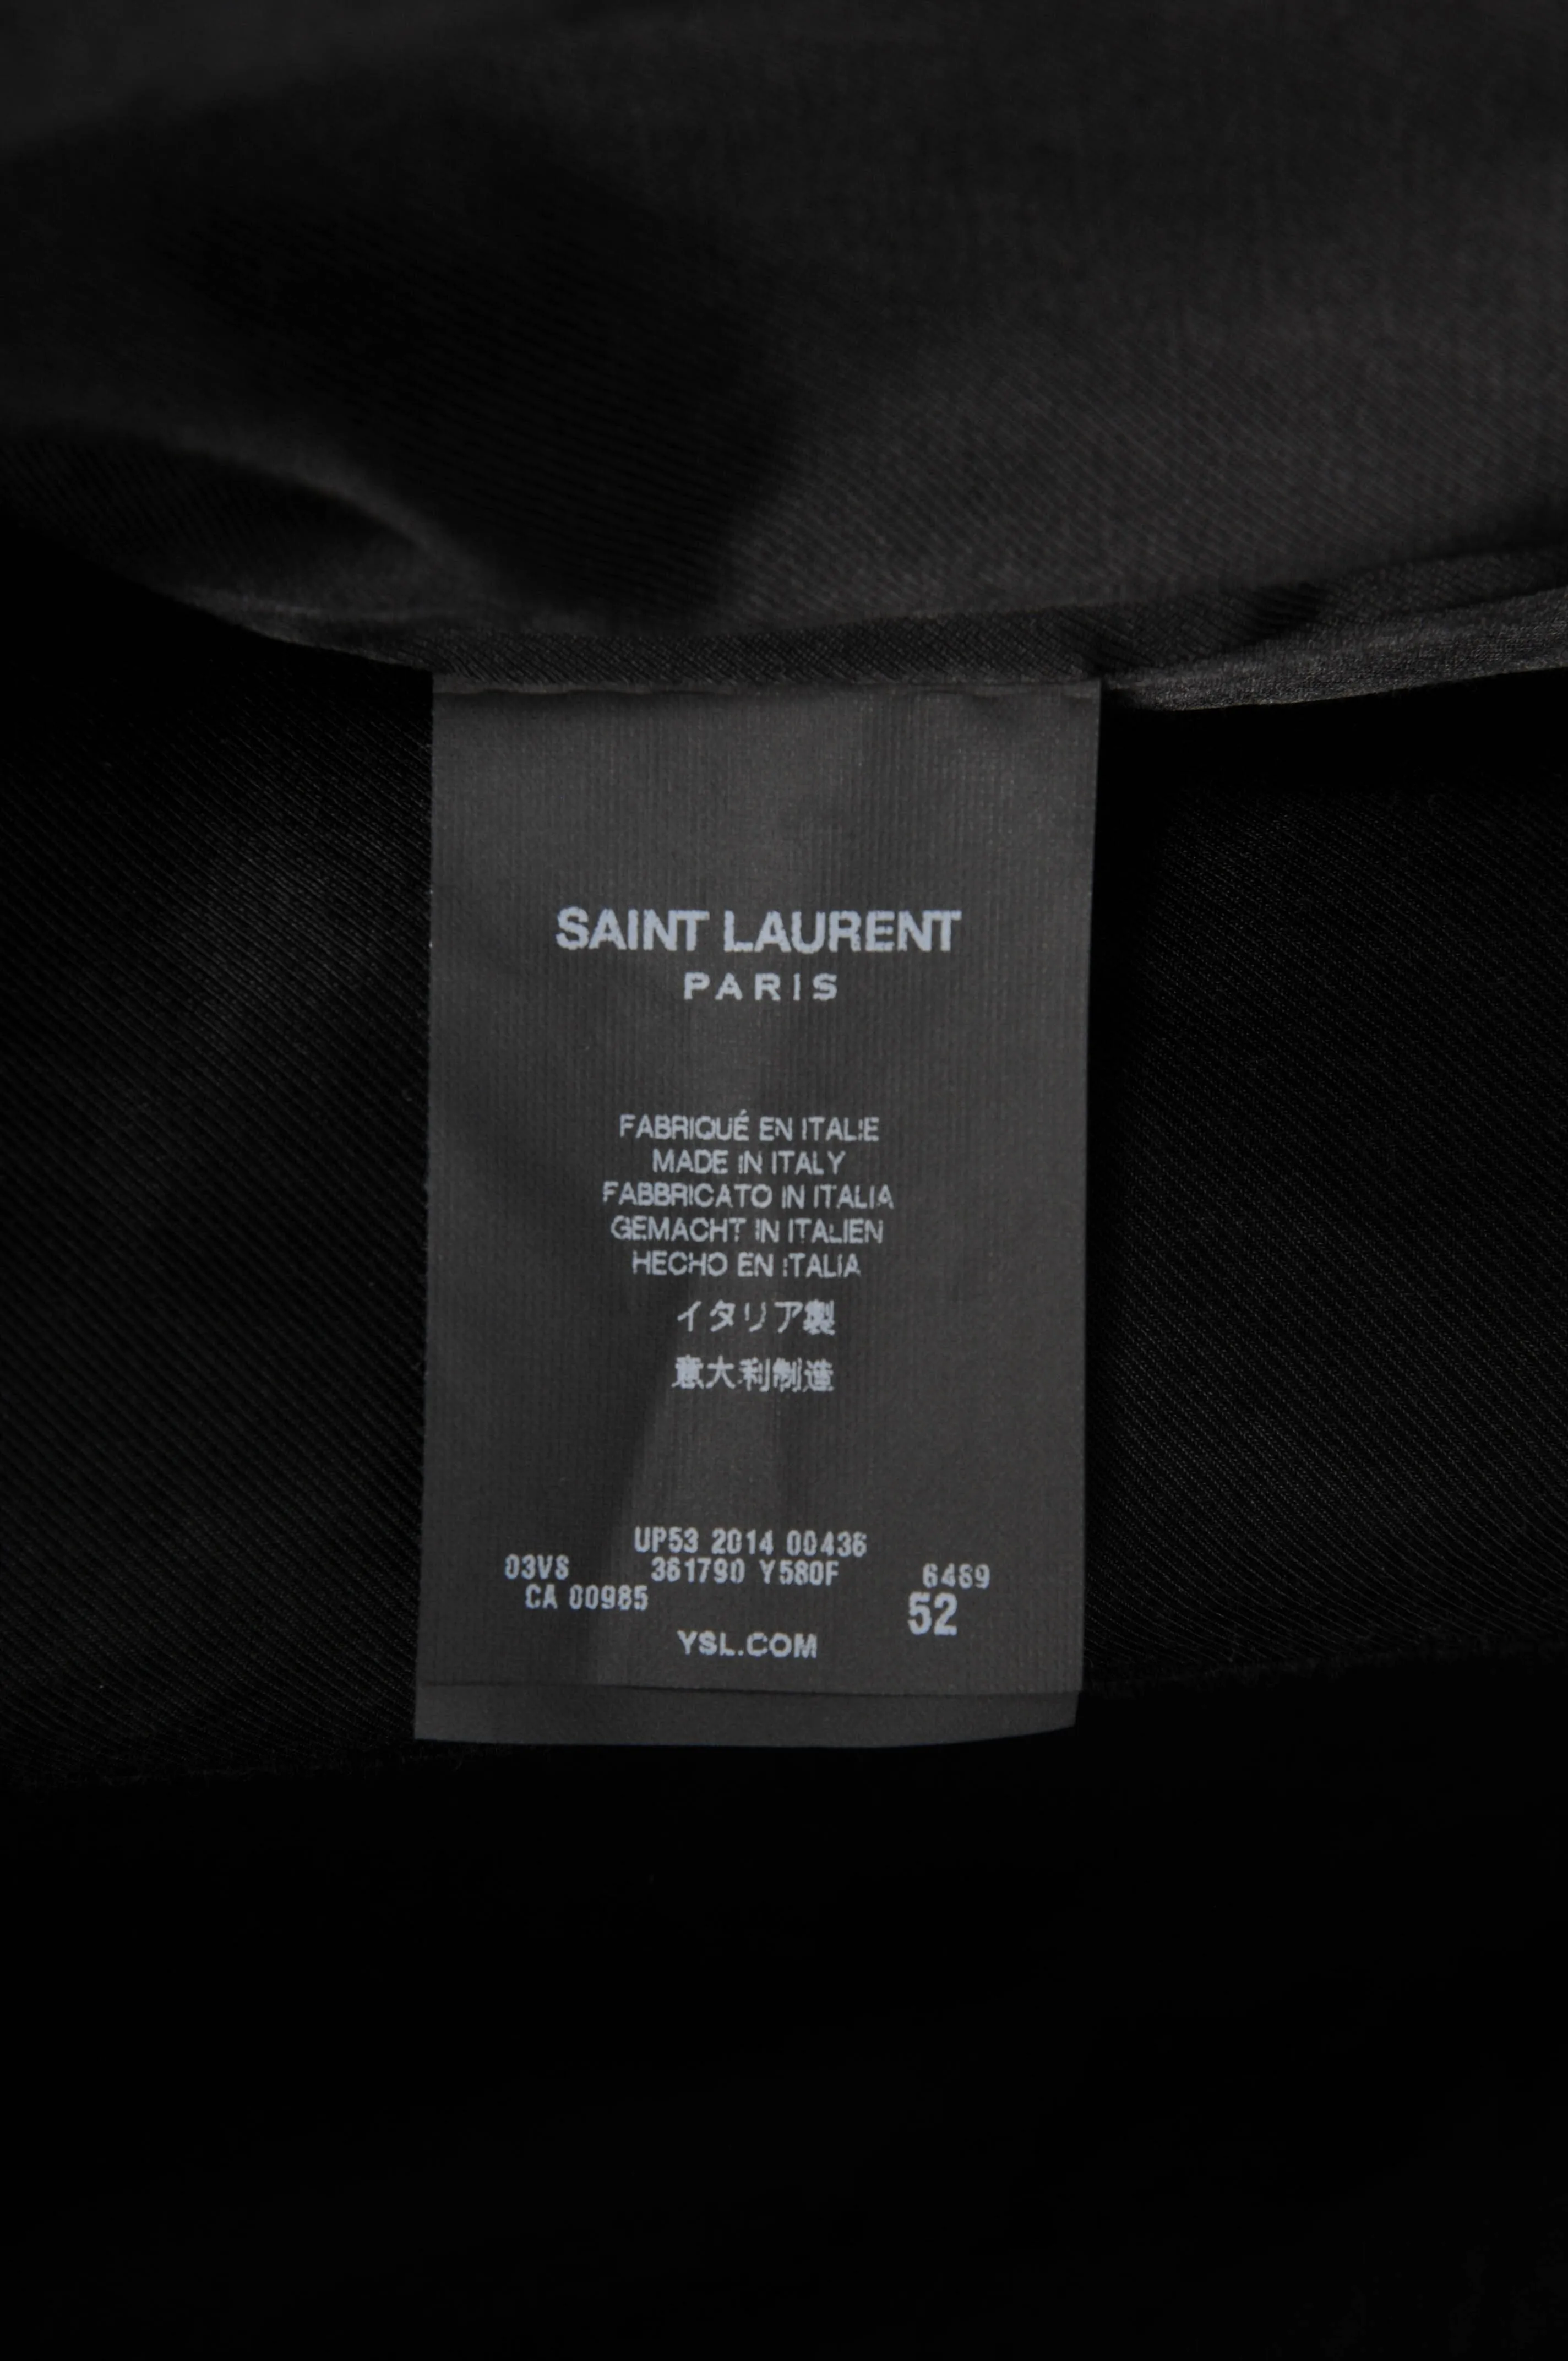 SAINT LAURENT
PARIS
FABRIQUÉ EN ITALIE
MADE IN ITALY
FABBRICATO IN ITALIA
GEMACHT IN ITALIEN
HECHO EN ITALIA
イタリア製
意大利制造
UP53 2014 00436
03VS 361790 Y580F 6469
CA 00985 52
YSL.COM